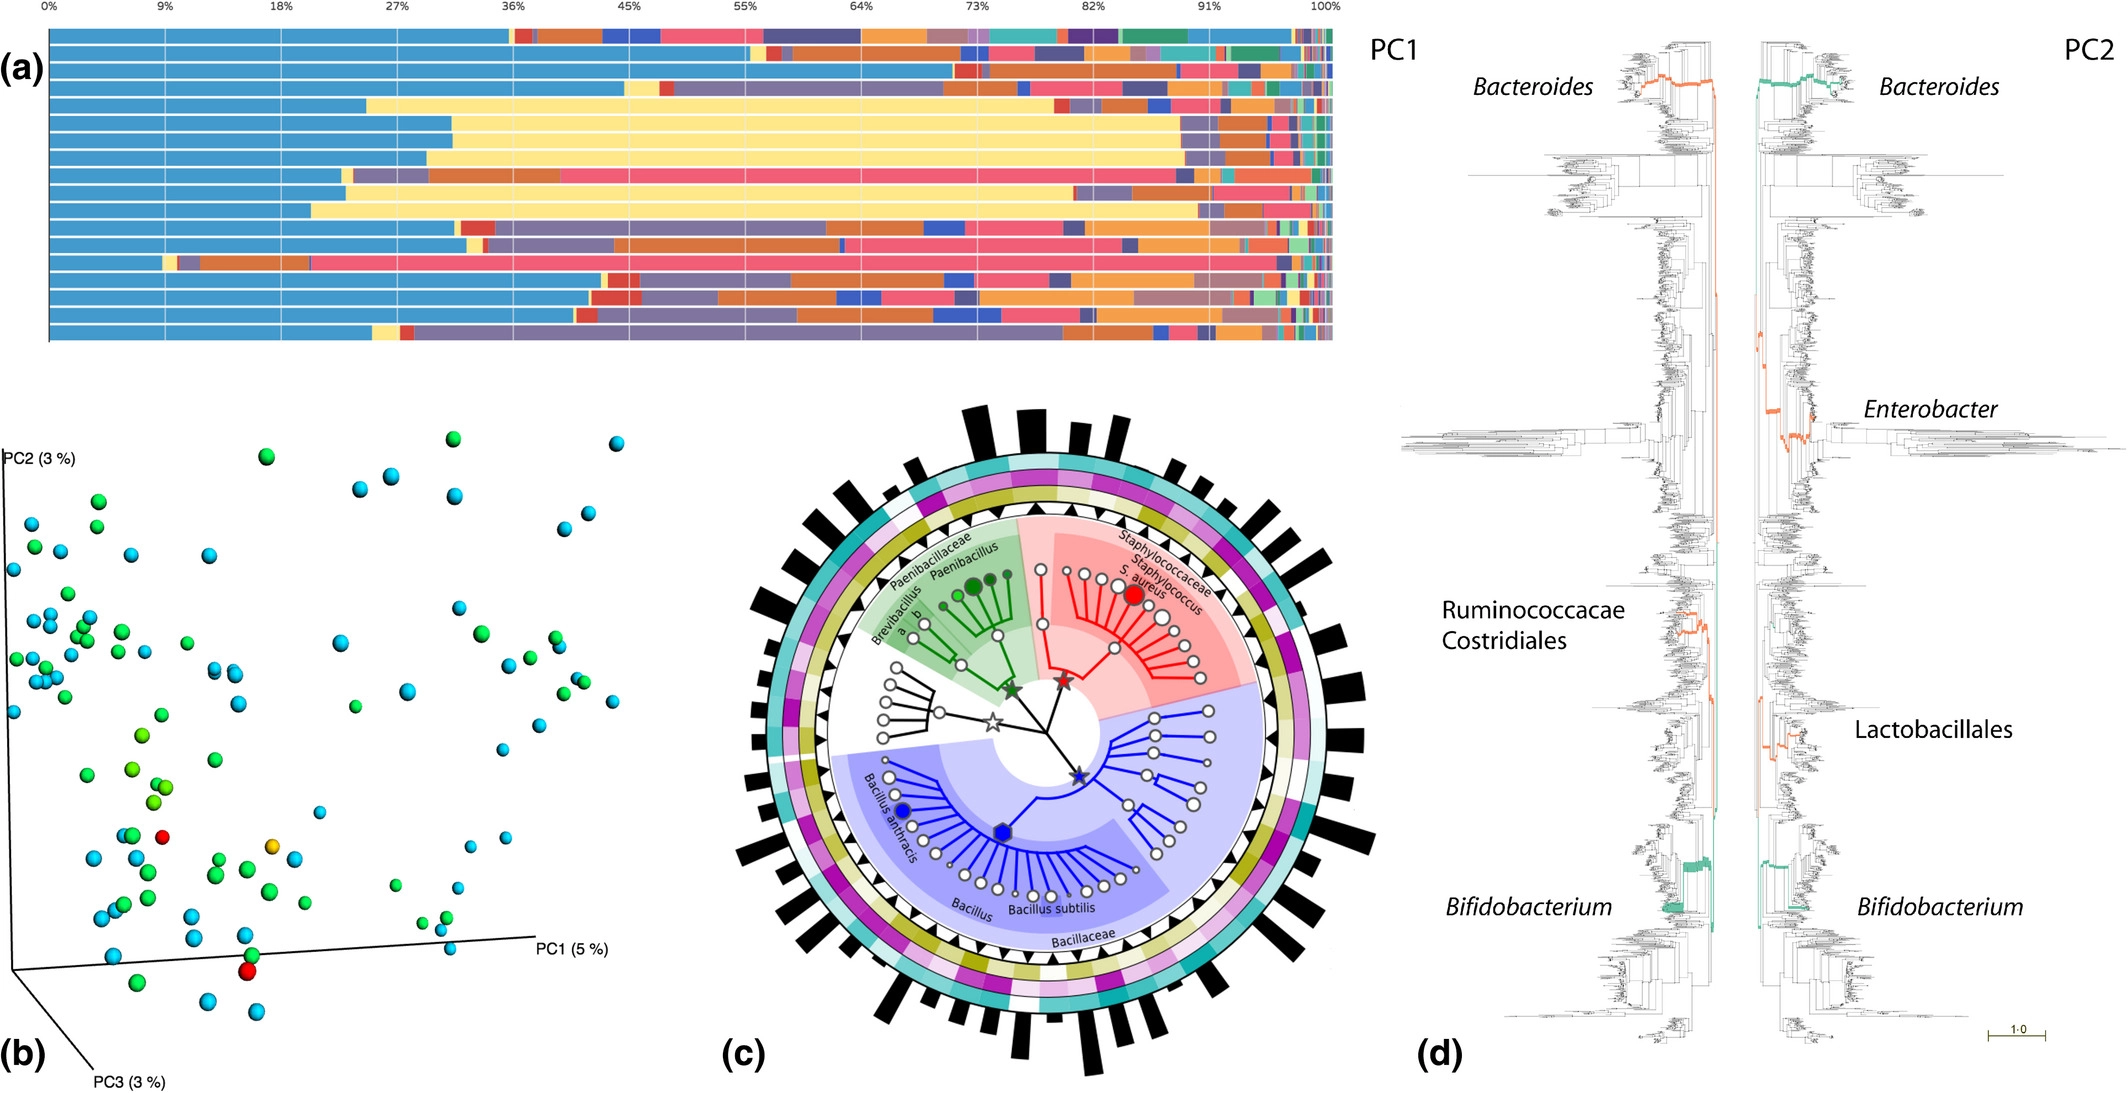 0% 9% 18% 27% 36% 45% 55% 64% 73% 82% 91% 100%
(a)
PC2 (3 %)
PC1 (5 %)
PC3 (3 %)
(b)
Paenibacillaceae
Paenibacillus
Brevibacillus
a
b
Staphylococcaceae
Staphylococcus
S. aureus
Bacillus anthracis
Bacillus
Bacillus subtilis
Bacillaceae
(c)
PC1
PC2
Bacteroides
Bacteroides
Enterobacter
Ruminococcacae
Costridiales
Lactobacillales
Bifidobacterium
Bifidobacterium
1·0
(d)